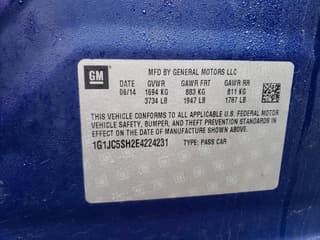 GM
MFD BY GENERAL MOTORS LLC
DATE GVWR GAWR FRT GAWR RR
06/14 1694 KG 883 KG 811 KG
3734 LB 1947 LB 1787 LB
THIS VEHICLE CONFORMS TO ALL APPLICABLE U.S. FEDERAL MOTOR
VEHICLE SAFETY, BUMPER, AND THEFT PREVENTION STANDARDS
IN EFFECT ON THE DATE OF MANUFACTURE SHOWN ABOVE.
1G1JC5SH2E4224231 TYPE: PASS CAR